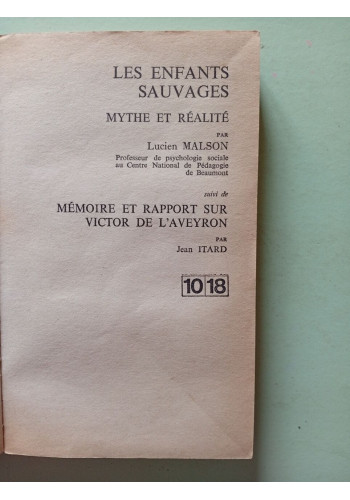 LES ENFANTS
SAUVAGES
MYTHE ET RÉALITÉ
PAR
Lucien MALSON
Professeur de psychologie sociale
au Centre National de Pédagogie
de Beaumont
suivi de
MÉMOIRE ET RAPPORT SUR
VICTOR DE L'AVEYRON
PAR
Jean ITARD
10 18